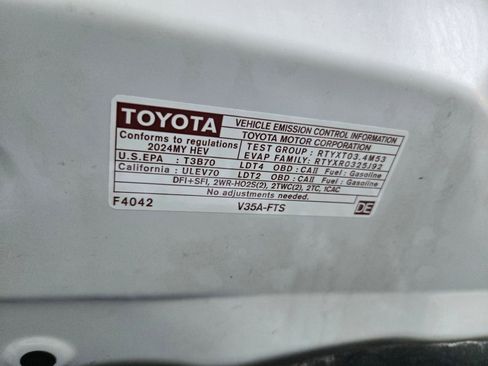 TOYOTA VEHICLE EMISSION CONTROL INFORMATION
TOYOTA MOTOR CORPORATION
Conforms to regulations TEST GROUP : RTYXT03.4M53
2024MY HEV EVAP FAMILY: RTYXR0325I92
U.S.EPA : T3B70 LDT4 OBD : CAII Fuel : Gasoline
California : ULEV70 LDT2 OBD : CAII Fuel : Gasoline
DFI+SFI, 2WR-HO2S(2), 2TWC(2), 2TC, ICAC
No adjustments needed.
F4042 V35A-FTS DE